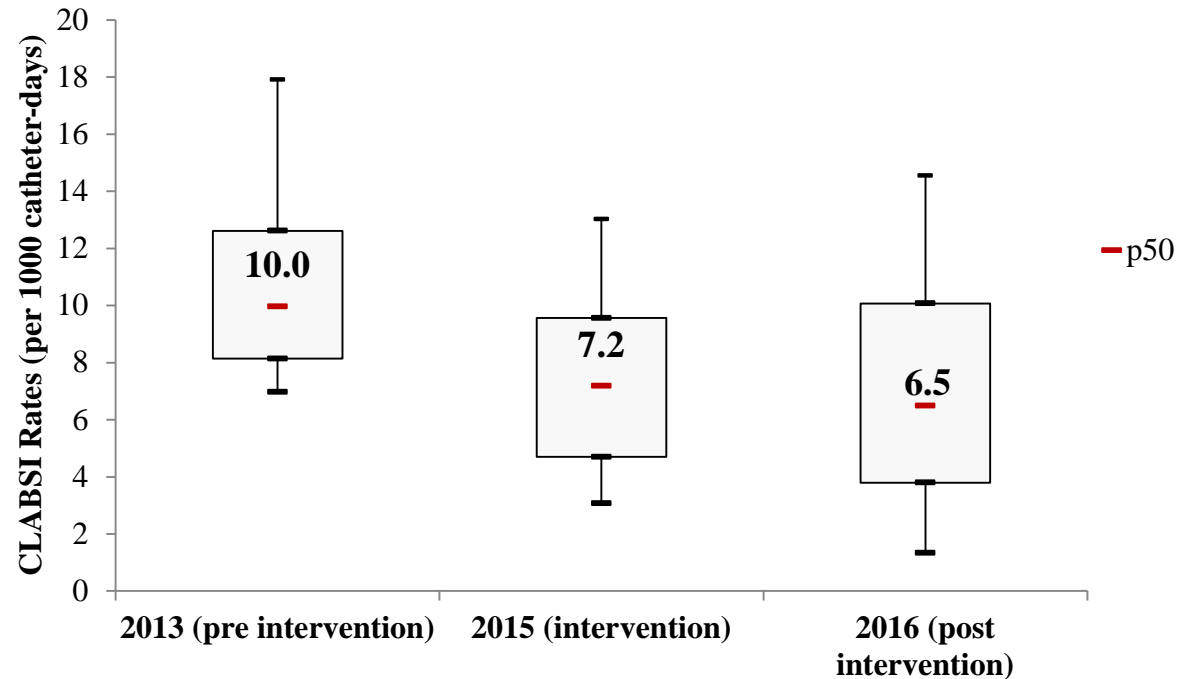 CLABSI Rates (per 1000 catheter-days)
20
18
16
14
12
10
8
6
4
2
0
10.0
7.2
6.5
p50
2013 (pre intervention)
2015 (intervention)
2016 (post
intervention)